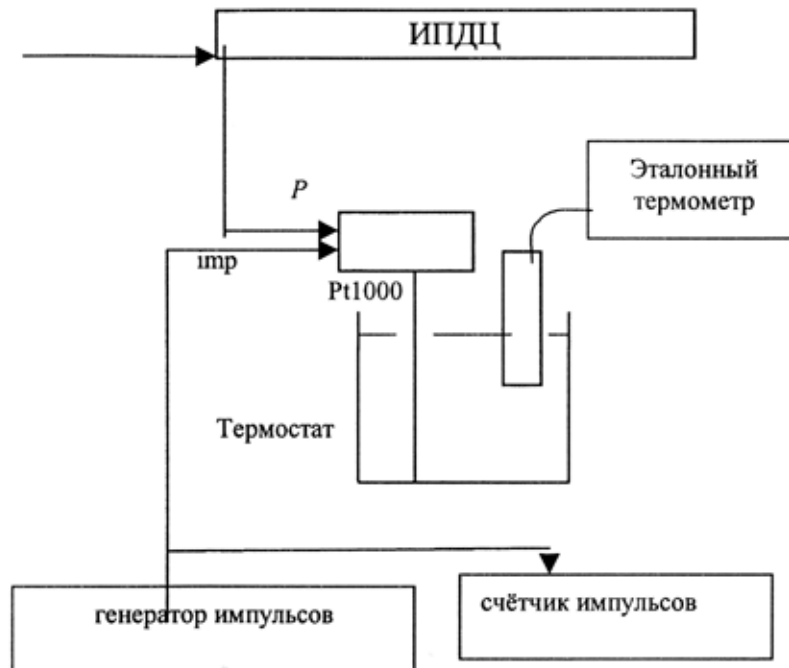 ИПДЦ
Эталонный
термометр
P
imp
Pt1000
Термостат
генератор импульсов
счётчик импульсов